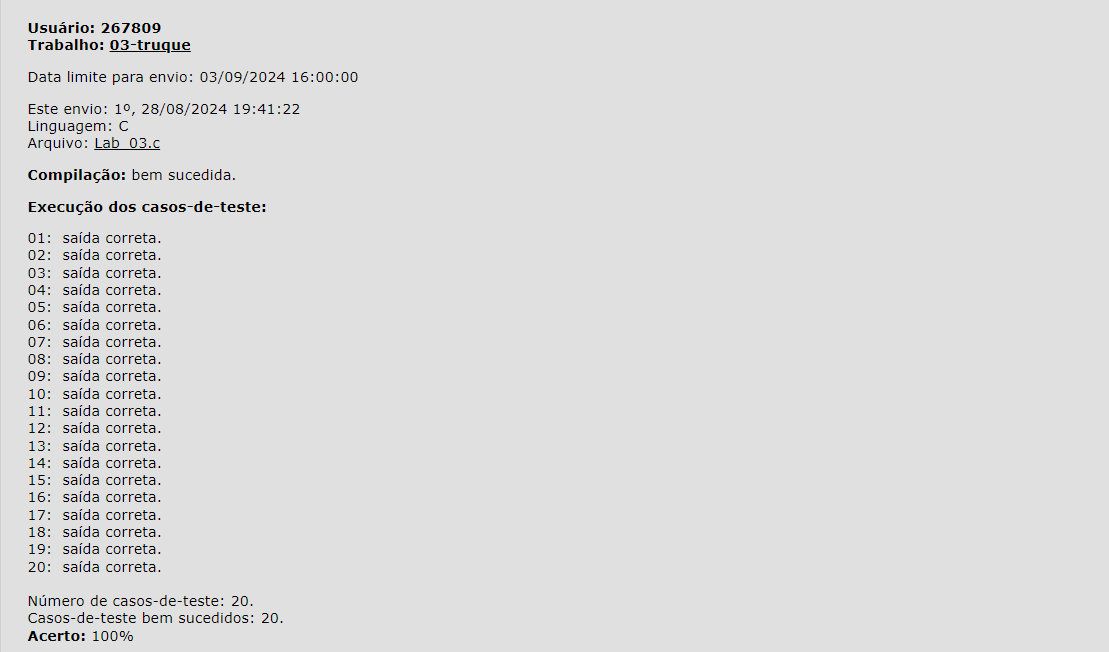 Usuário: 267809
Trabalho: 03-truque
Data limite para envio: 03/09/2024 16:00:00
Este envio: 1º, 28/08/2024 19:41:22
Linguagem: C
Arquivo: Lab_03.c
Compilação: bem sucedida.
Execução dos casos-de-teste:
01: saída correta.
02: saída correta.
03: saída correta.
04: saída correta.
05: saída correta.
06: saída correta.
07: saída correta.
08: saída correta.
09: saída correta.
10: saída correta.
11: saída correta.
12: saída correta.
13: saída correta.
14: saída correta.
15: saída correta.
16: saída correta.
17: saída correta.
18: saída correta.
19: saída correta.
20: saída correta.
Número de casos-de-teste: 20.
Casos-de-teste bem sucedidos: 20.
Acerto: 100%